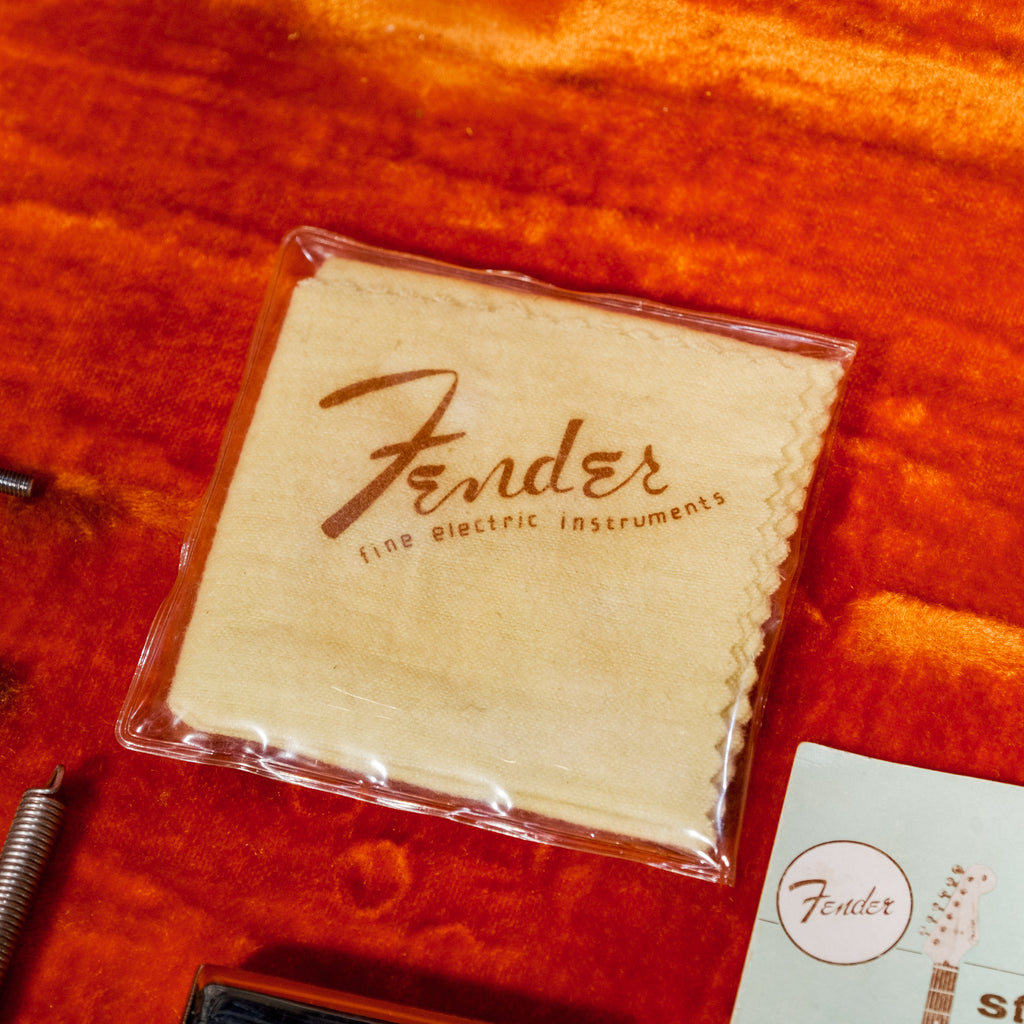 Fender
fine electric instruments
Fender
st